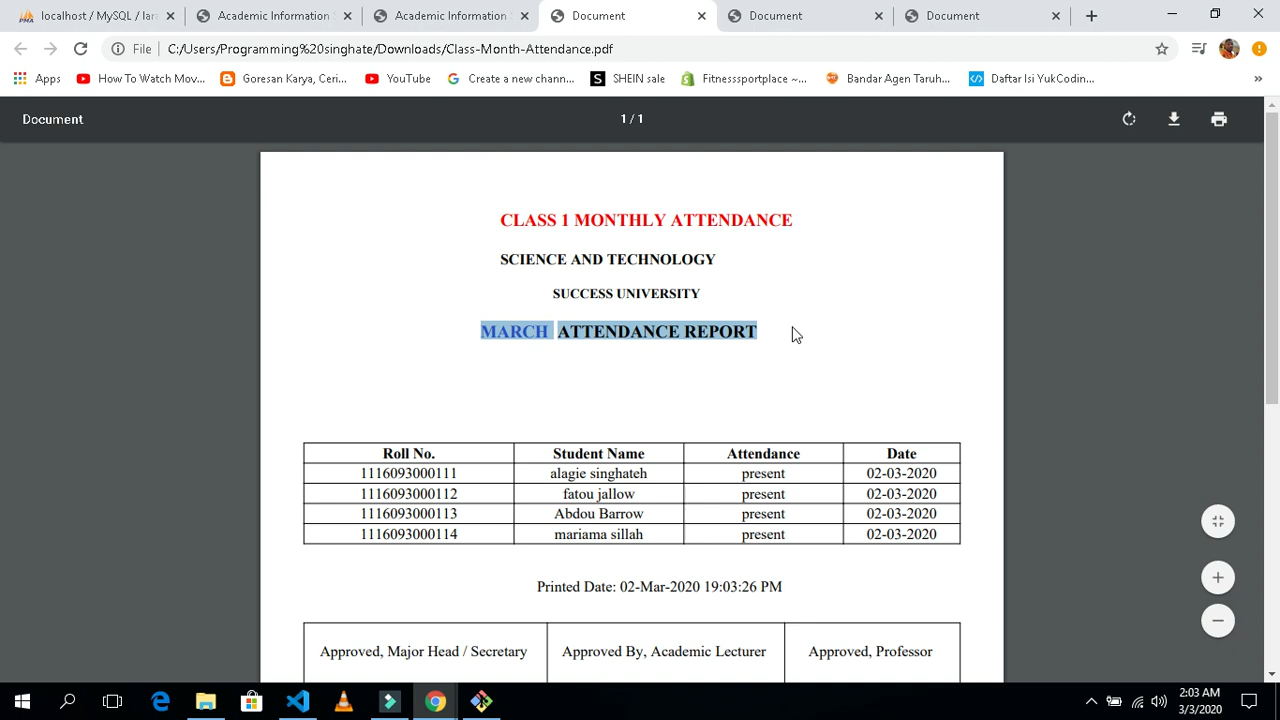 localhost / MySQL / lar
Academic Information
Academic Information
Document
Document
Document
File C:/Users/Programming%20singhate/Downloads/Class-Month-Attendance.pdf
Apps
How To Watch Mov...
Goresan Karya, Ceri...
YouTube
Create a new chann...
SHEIN sale
Fitnessssportplace ~...
Bandar Agen Taruh...
Daftar Isi YukCodin...
Document
1 / 1
CLASS 1 MONTHLY ATTENDANCE
SCIENCE AND TECHNOLOGY
SUCCESS UNIVERSITY
MARCH ATTENDANCE REPORT
Roll No. Student Name Attendance Date
1116093000111 alagie singhateh present 02-03-2020
1116093000112 fatou jallow present 02-03-2020
1116093000113 Abdou Barrow present 02-03-2020
1116093000114 mariama sillah present 02-03-2020
Printed Date: 02-Mar-2020 19:03:26 PM
Approved, Major Head / Secretary Approved By, Academic Lecturer Approved, Professor
2:03 AM
3/3/2020